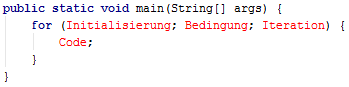 public static void main(String[] args) {
for (Initialisierung; Bedingung; Iteration) {
Code;
}
}